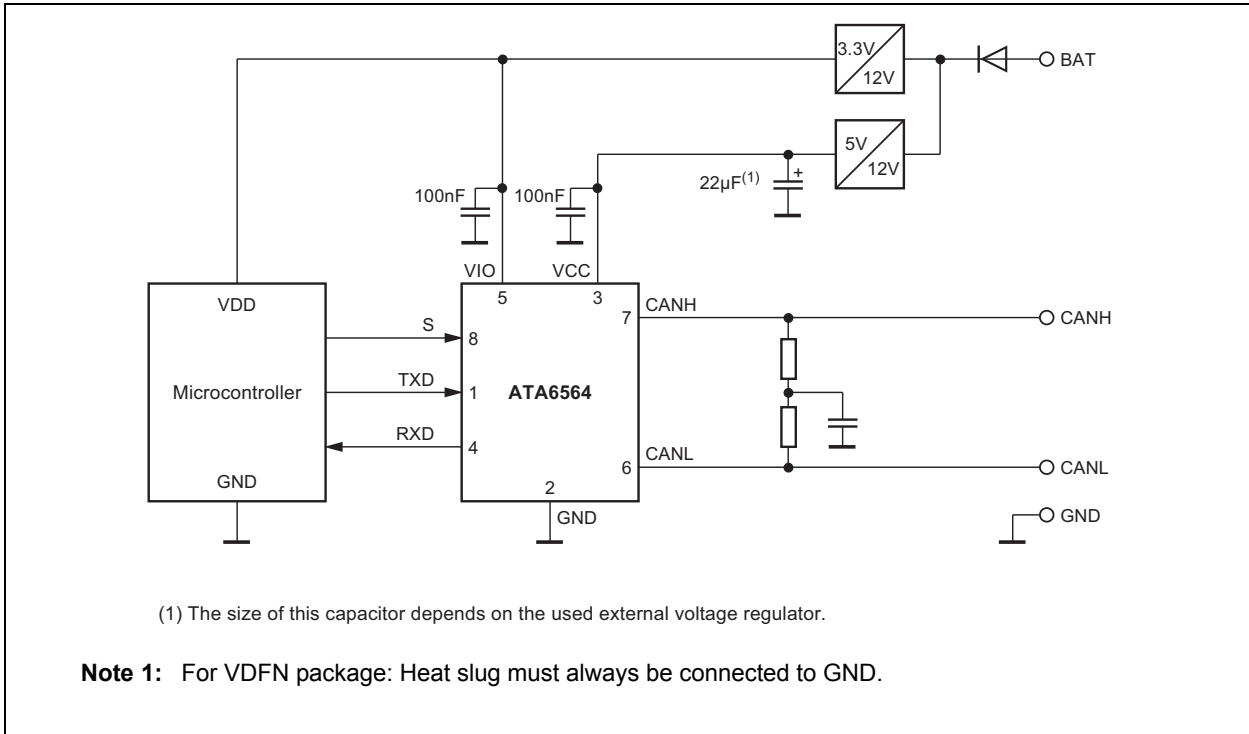 3.3V
12V
BAT
5V
12V
22µF(1)
+
100nF
100nF
VIO
VCC
VDD
5
3
CANH
7
CANH
S
8
Microcontroller
TXD
1
ATA6564
RXD
4
CANL
6
CANL
GND
2
GND
GND
(1) The size of this capacitor depends on the used external voltage regulator.
Note 1: For VDFN package: Heat slug must always be connected to GND.